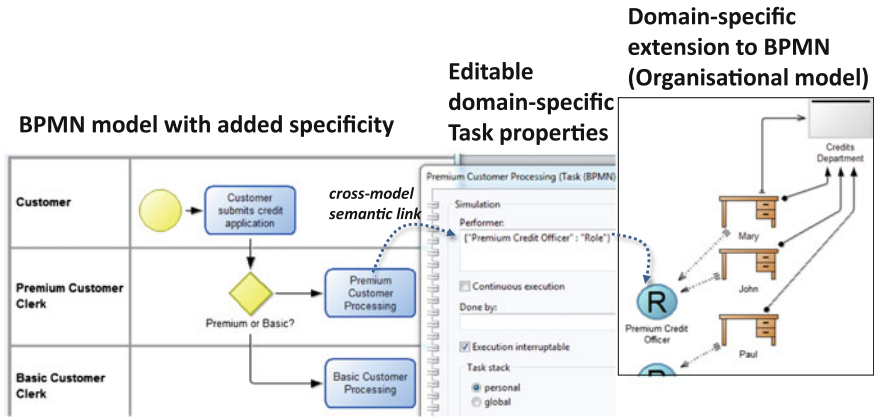 Domain-specific
extension to BPMN
(Organisational model)
Editable
domain-specific
Task properties
BPMN model with added specificity
Customer
Customer
submits credit
application
cross-model
semantic link
Premium Customer Processing (Task (BPMN)
Simulation
Performer:
{"Premium Credit Officer" : "Role"}
Continuous execution
Done by:
Execution interruptable
Task stack
personal
global
Premium Customer
Clerk
Premium or Basic?
Premium
Customer
Processing
Basic Customer
Clerk
Basic Customer
Processing
Credits
Department
Mary
John
Paul
R
Premium Credit
Officer